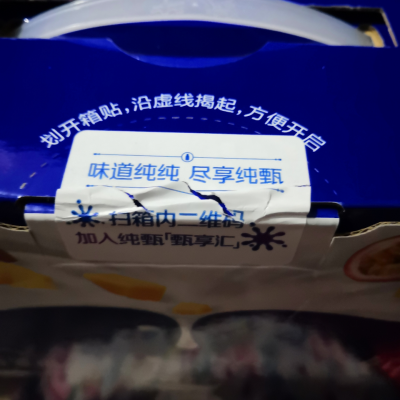 划开箱贴，沿虚线揭起，方便开启
味道纯纯 尽享纯甄
扫箱内二维码
加入纯甄「甄享汇」